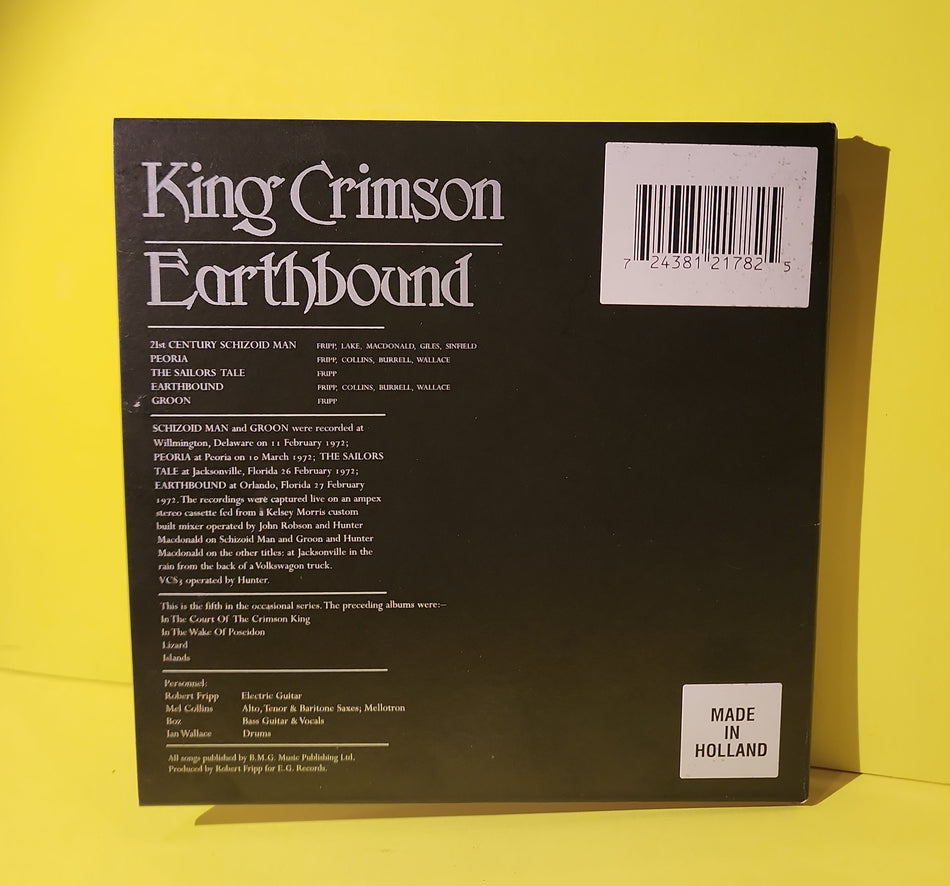 King Crimson
Earthbound
7 24381 21782 5
21st CENTURY SCHIZOID MAN FRIPP, LAKE, MACDONALD, GILES, SINFIELD
PEORIA FRIPP, COLLINS, BURRELL, WALLACE
THE SAILORS TALE FRIPP
EARTHBOUND FRIPP, COLLINS, BURRELL, WALLACE
GROON FRIPP
SCHIZOID MAN and GROON were recorded at
Willmington, Delaware on 11 February 1972;
PEORIA at Peoria on 10 March 1972; THE SAILORS
TALE at Jacksonville, Florida 26 February 1972;
EARTHBOUND at Orlando, Florida 27 February
1972. The recordings were captured live on an ampex
stereo cassette fed from a Kelsey Morris custom
built mixer operated by John Robson and Hunter
Macdonald on Schizoid Man and Groon and Hunter
Macdonald on the other titles: at Jacksonville in the
rain from the back of a Volkswagon truck.
VCS3 operated by Hunter.
This is the fifth in the occasional series. The preceding albums were:—
In The Court Of The Crimson King
In The Wake Of Poseidon
Lizard
Islands
Personnel:
Robert Fripp Electric Guitar
Mel Collins Alto, Tenor & Baritone Saxes; Mellotron
Boz Bass Guitar & Vocals
Ian Wallace Drums
All songs published by B.M.G. Music Publishing Ltd.
Produced by Robert Fripp for E.G. Records.
MADE
IN
HOLLAND